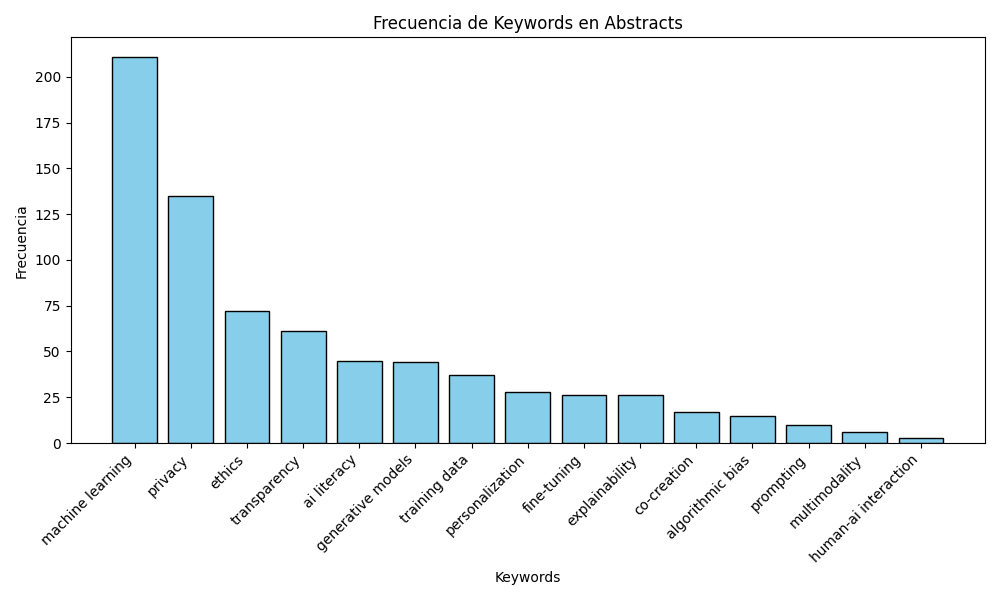 Frecuencia de Keywords en Abstracts
Frecuencia
200
175
150
125
100
75
50
25
0
machine learning
privacy
ethics
transparency
ai literacy
generative models
training data
personalization
fine-tuning
explainability
co-creation
algorithmic bias
prompting
multimodality
human-ai interaction
Keywords